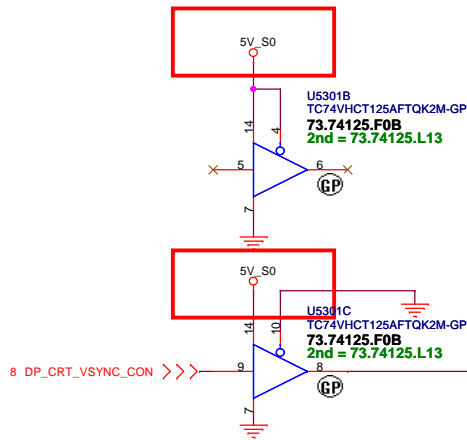 5V_S0
U5301B
TC74VHCT125AFTQK2M-GP
73.74125.F0B
2nd = 73.74125.L13
14
4
5
6
GP
7
5V_S0
U5301C
TC74VHCT125AFTQK2M-GP
73.74125.F0B
2nd = 73.74125.L13
14
10
8 DP_CRT_VSYNC_CON
9
8
GP
7